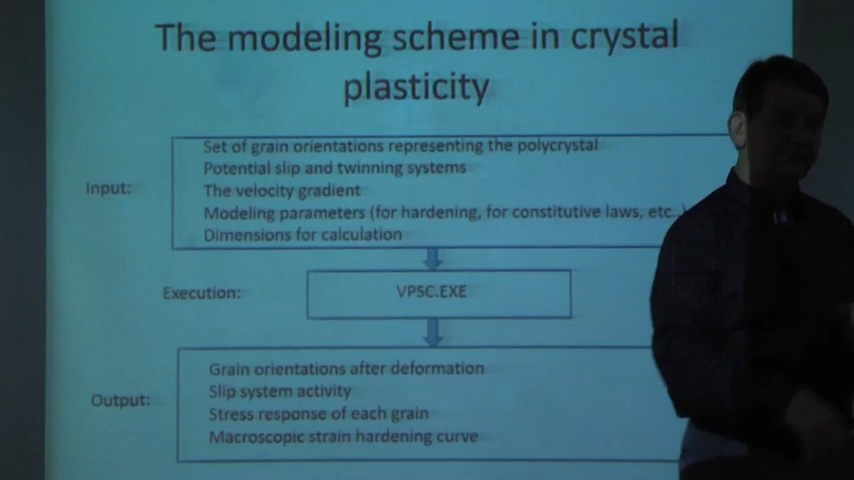 The modeling scheme in crystal
plasticity
Input:
Set of grain orientations representing the polycrystal
Potential slip and twinning systems
The velocity gradient
Modeling parameters (for hardening, for constitutive laws, etc..)
Dimensions for calculation
Execution:
VPSC.EXE
Output:
Grain orientations after deformation
Slip system activity
Stress response of each grain
Macroscopic strain hardening curve